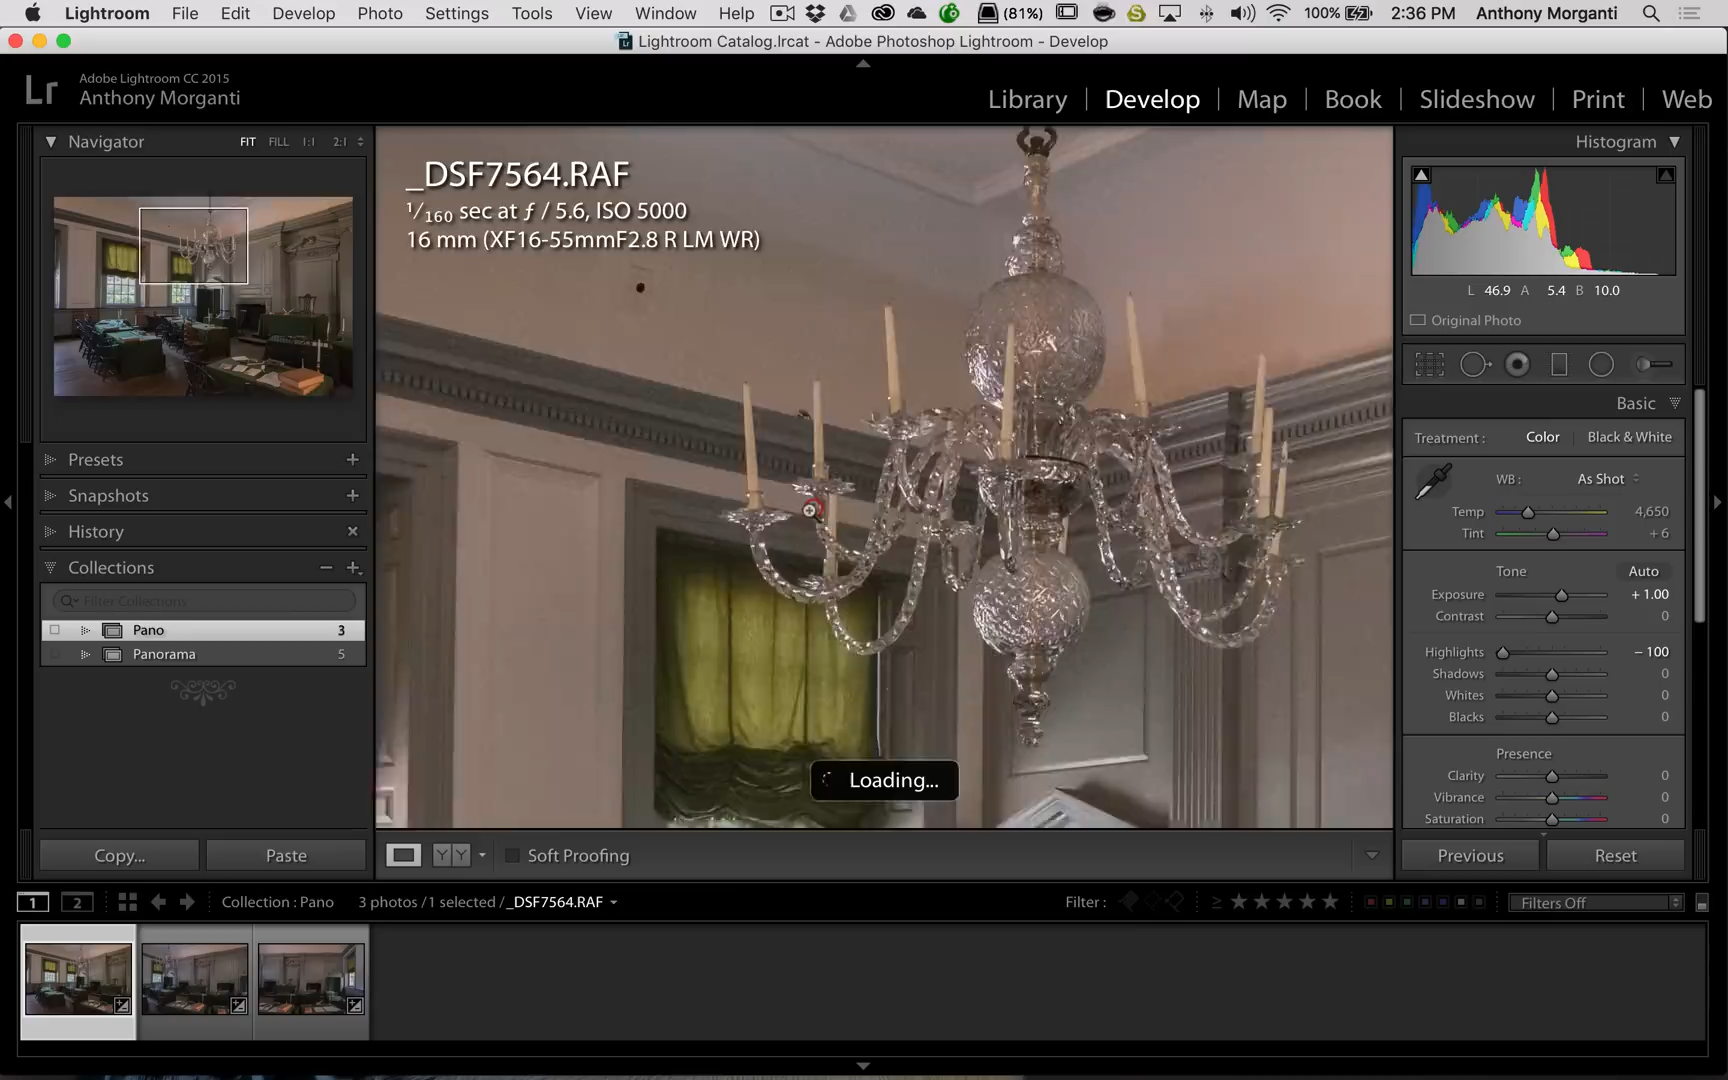 Lightroom File Edit Develop Photo Settings Tools View Window Help (81%) 100% 2:36 PM Anthony Morganti
Lightroom Catalog.lrcat - Adobe Photoshop Lightroom - Develop
Lr Adobe Lightroom CC 2015
Anthony Morganti
Library | Develop | Map | Book | Slideshow | Print | Web
Navigator FIT FILL 1:1 2:1
Presets +
Snapshots +
History ×
Collections − +
Filter Collections
Pano 3
Panorama 5
Copy... Paste
_DSF7564.RAF
1/160 sec at ƒ / 5.6, ISO 5000
16 mm (XF16-55mmF2.8 R LM WR)
Loading...
YY Soft Proofing
Histogram
L 46.9 A 5.4 B 10.0
Original Photo
Basic
Treatment : Color | Black & White
WB : As Shot
Temp 4,650
Tint + 6
Tone Auto
Exposure + 1.00
Contrast 0
Highlights − 100
Shadows 0
Whites 0
Blacks 0
Presence
Clarity 0
Vibrance 0
Saturation 0
Previous Reset
1 2 Collection : Pano 3 photos / 1 selected / _DSF7564.RAF Filter : ≥ ★ ★ ★ ★ ★ Filters Off